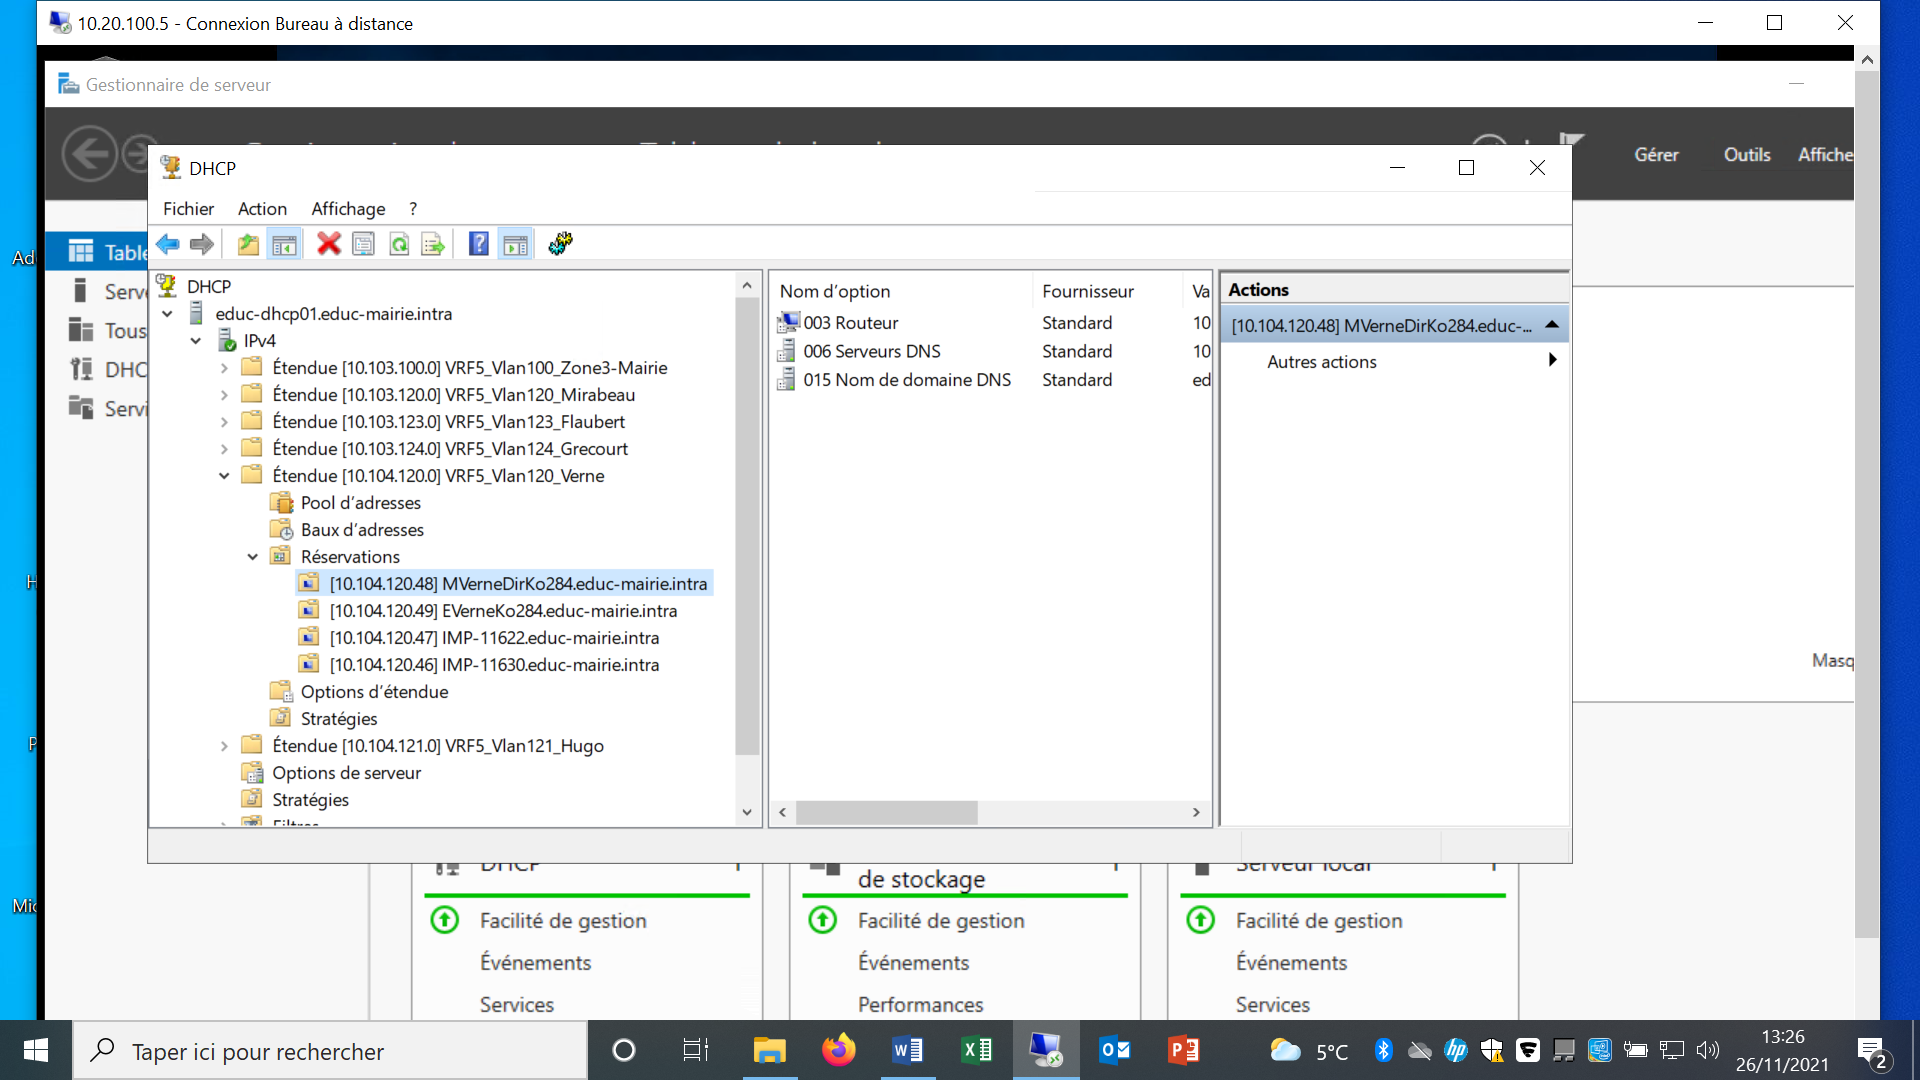 10.20.100.5 - Connexion Bureau à distance
Gestionnaire de serveur
Gérer
Outils
Affiche
DHCP
Fichier
Action
Affichage
?
Table
Serv
Tous
DHC
Servi
DHCP
educ-dhcp01.educ-mairie.intra
IPv4
Étendue [10.103.100.0] VRF5_Vlan100_Zone3-Mairie
Étendue [10.103.120.0] VRF5_Vlan120_Mirabeau
Étendue [10.103.123.0] VRF5_Vlan123_Flaubert
Étendue [10.103.124.0] VRF5_Vlan124_Grecourt
Étendue [10.104.120.0] VRF5_Vlan120_Verne
Pool d'adresses
Baux d'adresses
Réservations
[10.104.120.48] MVerneDirKo284.educ-mairie.intra
[10.104.120.49] EVerneKo284.educ-mairie.intra
[10.104.120.47] IMP-11622.educ-mairie.intra
[10.104.120.46] IMP-11630.educ-mairie.intra
Options d'étendue
Stratégies
Étendue [10.104.121.0] VRF5_Vlan121_Hugo
Options de serveur
Stratégies
Filtres
Nom d'option
Fournisseur
Va
003 Routeur
Standard
10
006 Serveurs DNS
Standard
10
015 Nom de domaine DNS
Standard
ed
Actions
[10.104.120.48] MVerneDirKo284.educ-...
Autres actions
Masq
DHCP
de stockage
Serveur local
Facilité de gestion
Facilité de gestion
Facilité de gestion
Événements
Événements
Événements
Services
Performances
Services
Ad
H
P
Mic
Taper ici pour rechercher
5°C
13:26
26/11/2021
2